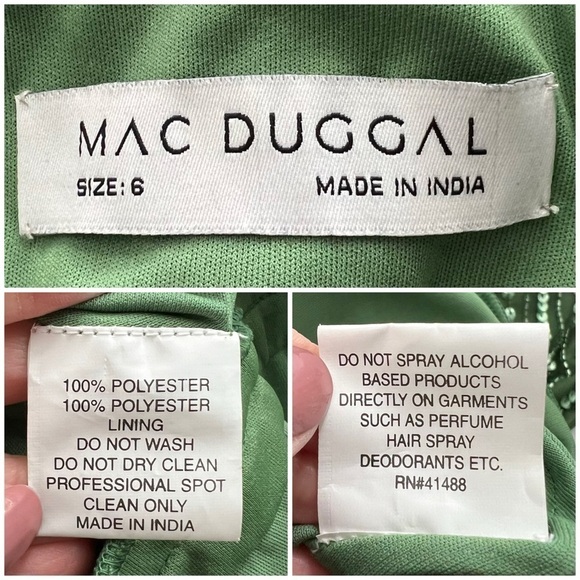 MAC DUGGAL
SIZE: 6 MADE IN INDIA
100% POLYESTER
100% POLYESTER
LINING
DO NOT WASH
DO NOT DRY CLEAN
PROFESSIONAL SPOT
CLEAN ONLY
MADE IN INDIA
DO NOT SPRAY ALCOHOL
BASED PRODUCTS
DIRECTLY ON GARMENTS
SUCH AS PERFUME
HAIR SPRAY
DEODORANTS ETC.
RN#41488